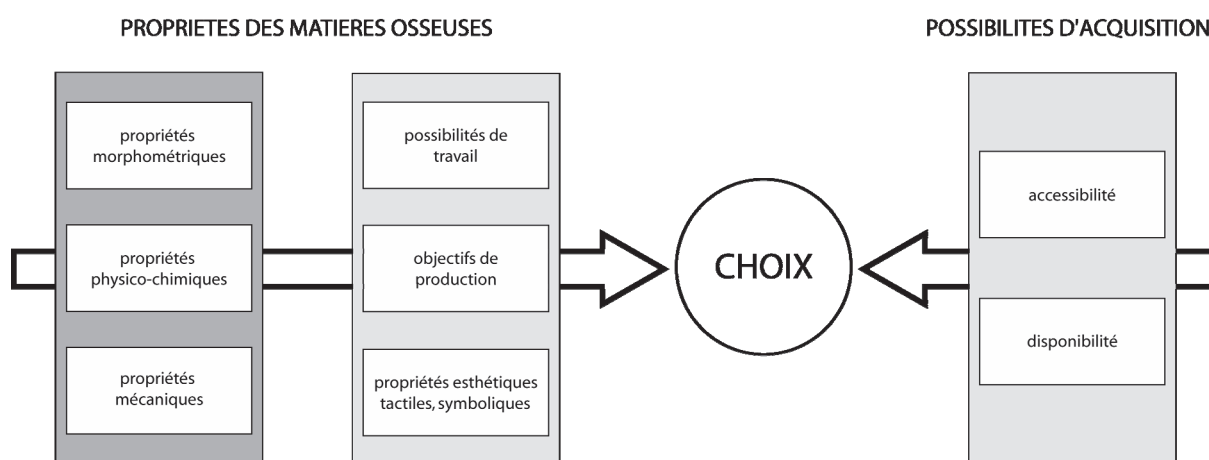 PROPRIETES DES MATIERES OSSEUSES
propriétés
morphométriques
propriétés
physico-chimiques
propriétés
mécaniques
possibilités de
travail
objectifs de
production
propriétés esthétiques
tactiles, symboliques
CHOIX
POSSIBILITES D'ACQUISITION
accessibilité
disponibilité